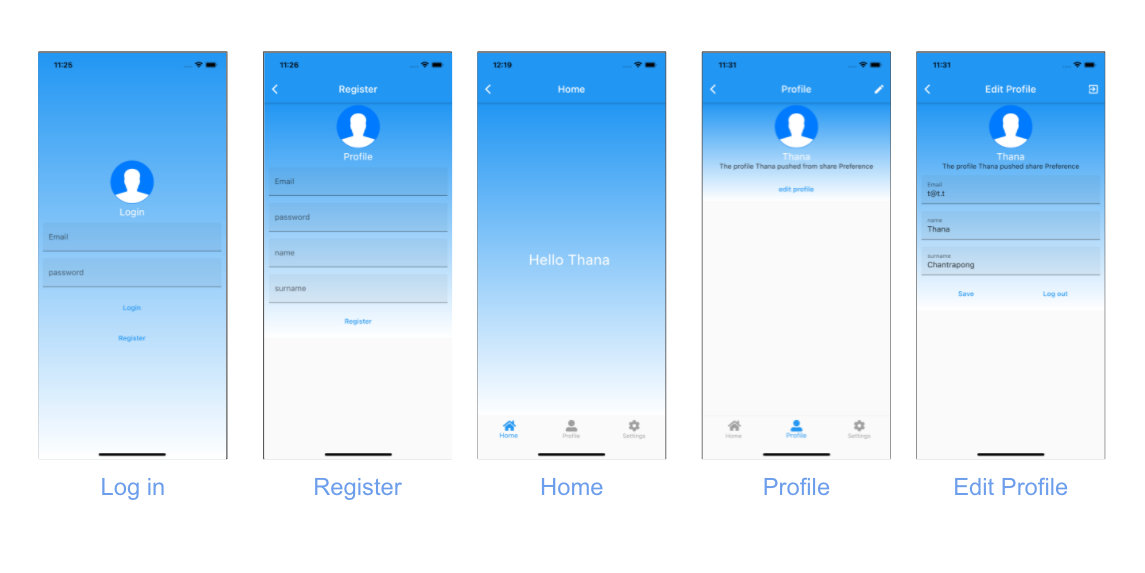 11:25
Login
Email
password
Login
Register
Log in
11:26
Register
Profile
Email
password
name
surname
Register
Register
12:19
Home
Hello Thana
Home Profile Settings
Home
11:31
Profile
Thana
The profile Thana pushed from share Preference
edit profile
Home Profile Settings
Profile
11:31
Edit Profile
Thana
The profile Thana pushed share Preference
Email
t@t.t
name
Thana
surname
Chantrapong
Save Log out
Edit Profile